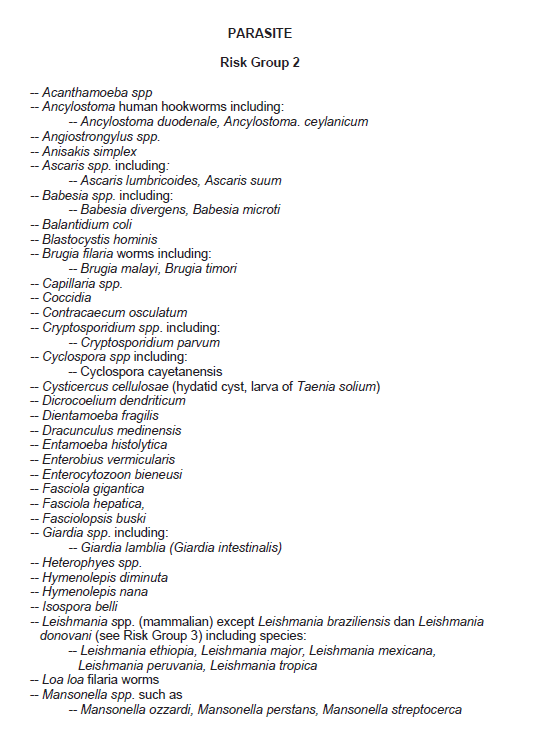 PARASITE
Risk Group 2
-- Acanthamoeba spp
-- Ancylostoma human hookworms including:
-- Ancylostoma duodenale, Ancylostoma. ceylanicum
-- Angiostrongylus spp.
-- Anisakis simplex
-- Ascaris spp. including:
-- Ascaris lumbricoides, Ascaris suum
-- Babesia spp. including:
-- Babesia divergens, Babesia microti
-- Balantidium coli
-- Blastocystis hominis
-- Brugia filaria worms including:
-- Brugia malayi, Brugia timori
-- Capillaria spp.
-- Coccidia
-- Contracaecum osculatum
-- Cryptosporidium spp. including:
-- Cryptosporidium parvum
-- Cyclospora spp including:
-- Cyclospora cayetanensis
-- Cysticercus cellulosae (hydatid cyst, larva of Taenia solium)
-- Dicrocoelium dendriticum
-- Dientamoeba fragilis
-- Dracunculus medinensis
-- Entamoeba histolytica
-- Enterobius vermicularis
-- Enterocytozoon bieneusi
-- Fasciola gigantica
-- Fasciola hepatica,
-- Fasciolopsis buski
-- Giardia spp. including:
-- Giardia lamblia (Giardia intestinalis)
-- Heterophyes spp.
-- Hymenolepis diminuta
-- Hymenolepis nana
-- Isospora belli
-- Leishmania spp. (mammalian) except Leishmania braziliensis dan Leishmania
donovani (see Risk Group 3) including species:
-- Leishmania ethiopia, Leishmania major, Leishmania mexicana,
Leishmania peruvania, Leishmania tropica
-- Loa loa filaria worms
-- Mansonella spp. such as
-- Mansonella ozzardi, Mansonella perstans, Mansonella streptocerca